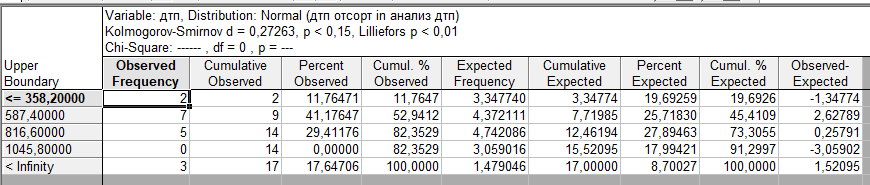 Variable: дтп, Distribution: Normal (дтп отсорт in анализ дтп)
Kolmogorov-Smirnov d = 0,27263, p < 0,15, Lilliefors p < 0,01
Chi-Square: ------ , df = 0 , p = ---
Upper Boundary Observed Frequency Cumulative Observed Percent Observed Cumul. % Observed Expected Frequency Cumulative Expected Percent Expected Cumul. % Expected Observed- Expected
<= 358,20000 2 2 11,76471 11,7647 3,347740 3,34774 19,69259 19,6926 -1,34774
587,40000 7 9 41,17647 52,9412 4,372111 7,71985 25,71830 45,4109 2,62789
816,60000 5 14 29,41176 82,3529 4,742086 12,46194 27,89463 73,3055 0,25791
1045,80000 0 14 0,00000 82,3529 3,059016 15,52095 17,99421 91,2997 -3,05902
< Infinity 3 17 17,64706 100,0000 1,479046 17,00000 8,70027 100,0000 1,52095